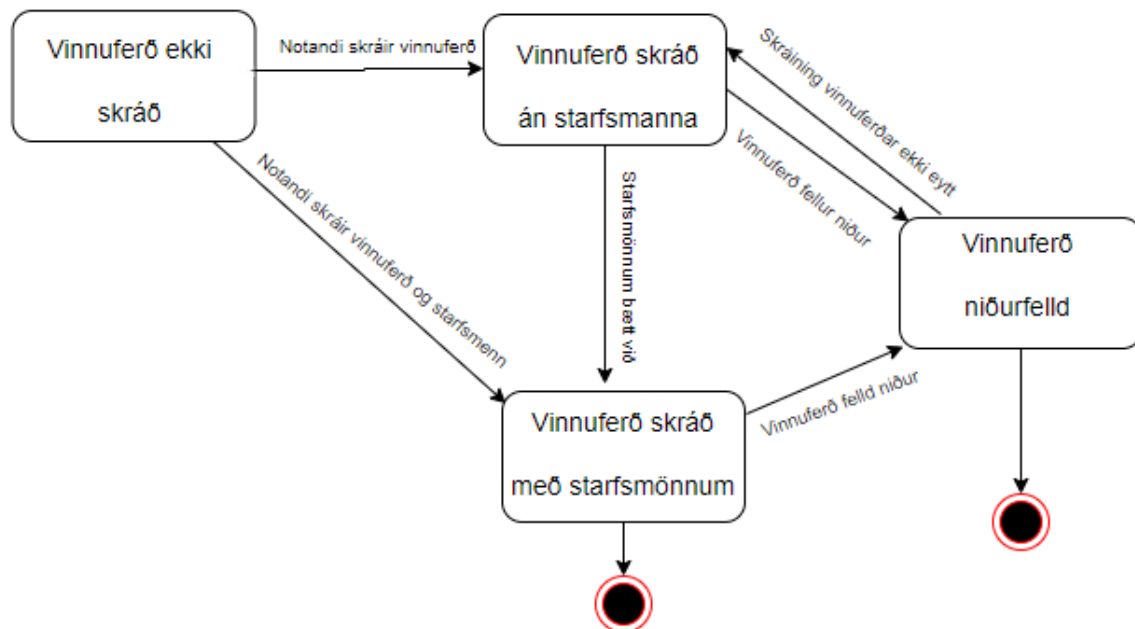 Vinnuferð ekki
skráð
Notandi skráir vinnuferð
Vinnuferð skráð
án starfsmanna
Skráining vinnuferðar ekki eytt
Vinnuferð fellur niður
Notandi skráir vinnuferð og starfsmenn
Starfsmönnum bætt við
Vinnuferð
niðurfelld
Vinnuferð skráð
með starfsmönnum
Vinnuferð felld niður